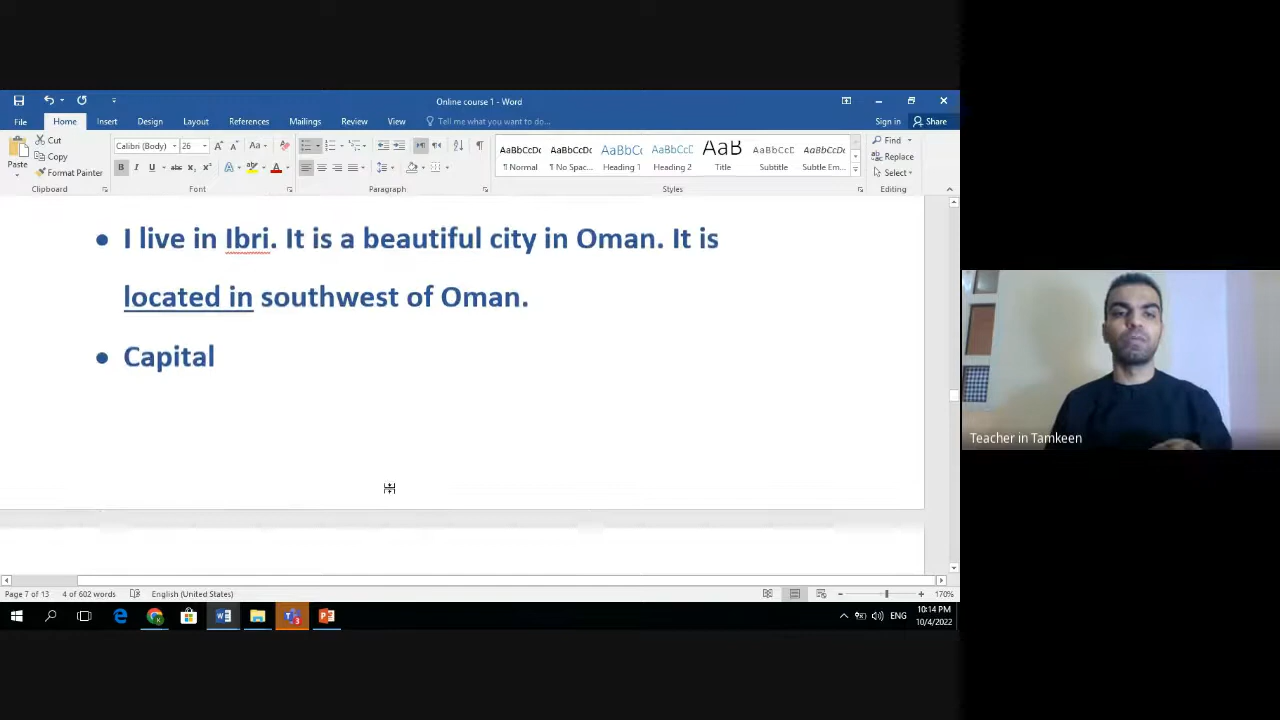 Online course 1 - Word
File Home Insert Design Layout References Mailings Review View Tell me what you want to do... Sign in Share
Cut
Copy
Format Painter
Paste
Calibri (Body) 26
AaBbCcDc AaBbCcDc AaBbCc AaBbCcC AaB AaBbCcC AaBbCcDc
¶ Normal ¶ No Spac... Heading 1 Heading 2 Title Subtitle Subtle Em...
Find
Replace
Select
Clipboard Font Paragraph Styles Editing
• I live in Ibri. It is a beautiful city in Oman. It is
located in southwest of Oman.
• Capital
Teacher in Tamkeen
Page 7 of 13 4 of 602 words English (United States) 170%
ENG
10:14 PM
10/4/2022